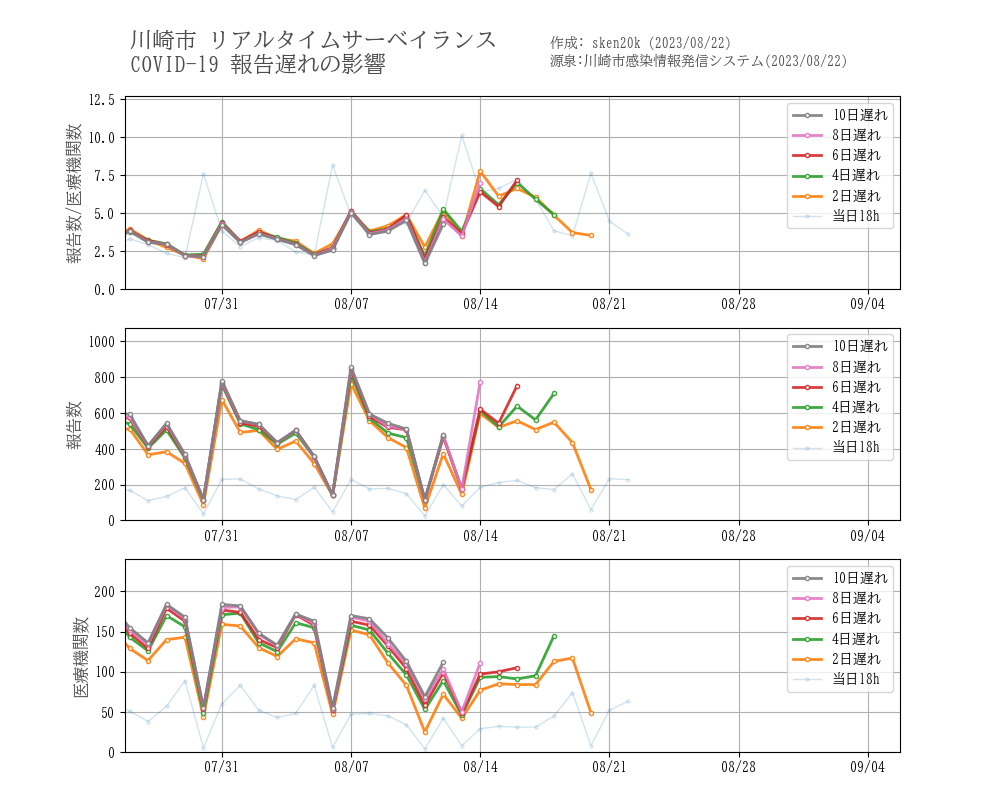 川崎市 リアルタイムサーベイランス
COVID-19 報告遅れの影響
作成: sken20k (2023/08/22)
源泉:川崎市感染情報発信システム(2023/08/22)
報告数/医療機関数
12.5
10.0
7.5
5.0
2.5
0.0
07/31
08/07
08/14
08/21
08/28
09/04
10日遅れ
8日遅れ
6日遅れ
4日遅れ
2日遅れ
当日18h
報告数
1000
800
600
400
200
0
07/31
08/07
08/14
08/21
08/28
09/04
10日遅れ
8日遅れ
6日遅れ
4日遅れ
2日遅れ
当日18h
医療機関数
200
150
100
50
0
07/31
08/07
08/14
08/21
08/28
09/04
10日遅れ
8日遅れ
6日遅れ
4日遅れ
2日遅れ
当日18h